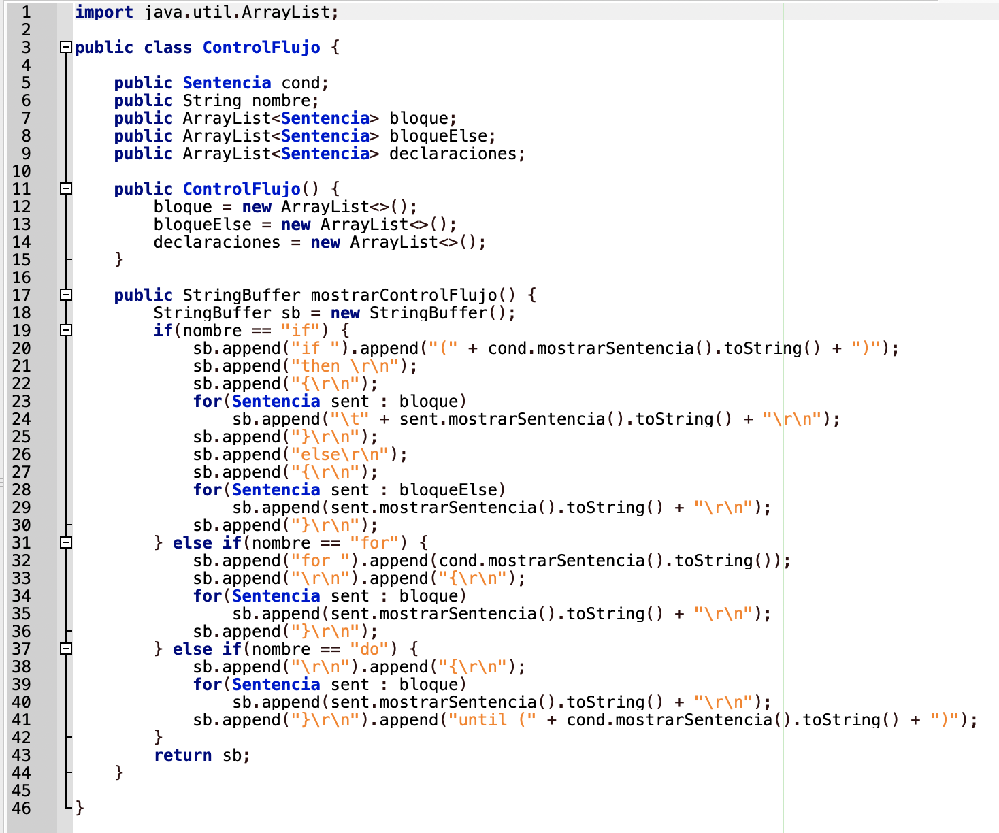 1 import java.util.ArrayList;
2
3 public class ControlFlujo {
4
5     public Sentencia cond;
6     public String nombre;
7     public ArrayList<Sentencia> bloque;
8     public ArrayList<Sentencia> bloqueElse;
9     public ArrayList<Sentencia> declaraciones;
10
11     public ControlFlujo() {
12         bloque = new ArrayList<>();
13         bloqueElse = new ArrayList<>();
14         declaraciones = new ArrayList<>();
15     }
16
17     public StringBuffer mostrarControlFlujo() {
18         StringBuffer sb = new StringBuffer();
19         if(nombre == "if") {
20             sb.append("if ").append("(" + cond.mostrarSentencia().toString() + ")");
21             sb.append("then \r\n");
22             sb.append("{\r\n");
23             for(Sentencia sent : bloque)
24                 sb.append("\t" + sent.mostrarSentencia().toString() + "\r\n");
25             sb.append("}\r\n");
26             sb.append("else\r\n");
27             sb.append("{\r\n");
28             for(Sentencia sent : bloqueElse)
29                 sb.append(sent.mostrarSentencia().toString() + "\r\n");
30             sb.append("}\r\n");
31         } else if(nombre == "for") {
32             sb.append("for ").append(cond.mostrarSentencia().toString());
33             sb.append("\r\n").append("{\r\n");
34             for(Sentencia sent : bloque)
35                 sb.append(sent.mostrarSentencia().toString() + "\r\n");
36             sb.append("}\r\n");
37         } else if(nombre == "do") {
38             sb.append("\r\n").append("{\r\n");
39             for(Sentencia sent : bloque)
40                 sb.append(sent.mostrarSentencia().toString() + "\r\n");
41             sb.append("}\r\n").append("until (" + cond.mostrarSentencia().toString() + ")");
42         }
43         return sb;
44     }
45
46 }